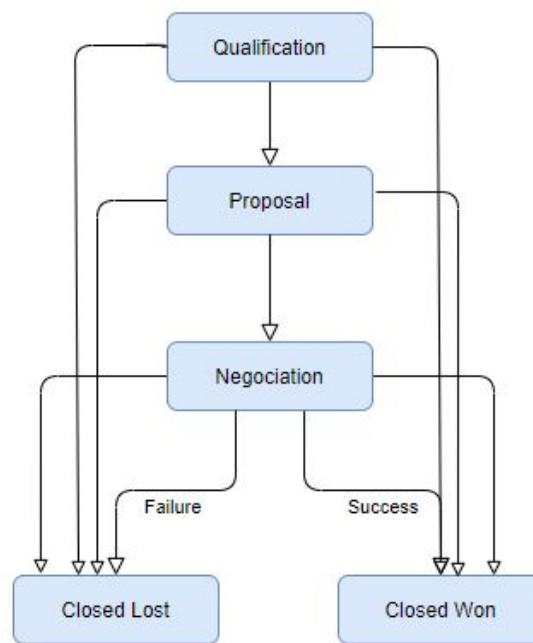 Qualification
Proposal
Negociation
Failure
Success
Closed Lost
Closed Won